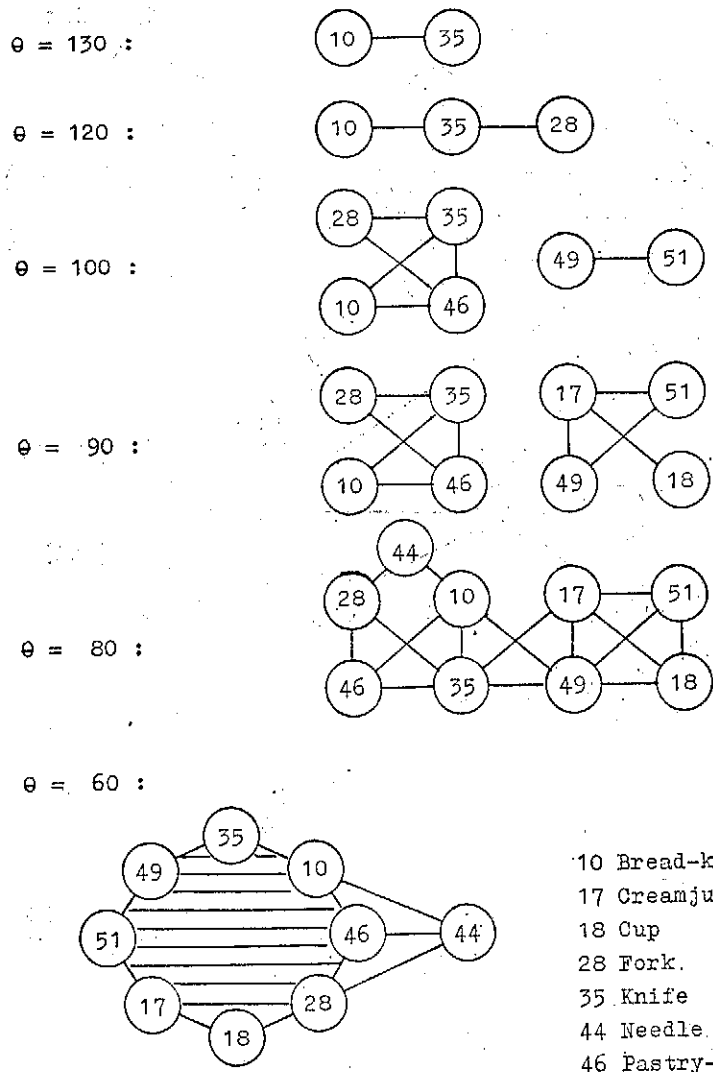 θ = 130 :
10 35
θ = 120 :
10 35 28
θ = 100 :
28 35
49 51
10 46
θ = 90 :
28 35 17 51
10 46 49 18
44
28 10 17 51
θ = 80 :
46 35 49 18
θ = 60 :
35
49 10
51 46 44
17 28
18
10 Bread-k
17 Creamju
18 Cup
28 Fork.
35 Knife
44 Needle.
46 Pastry-